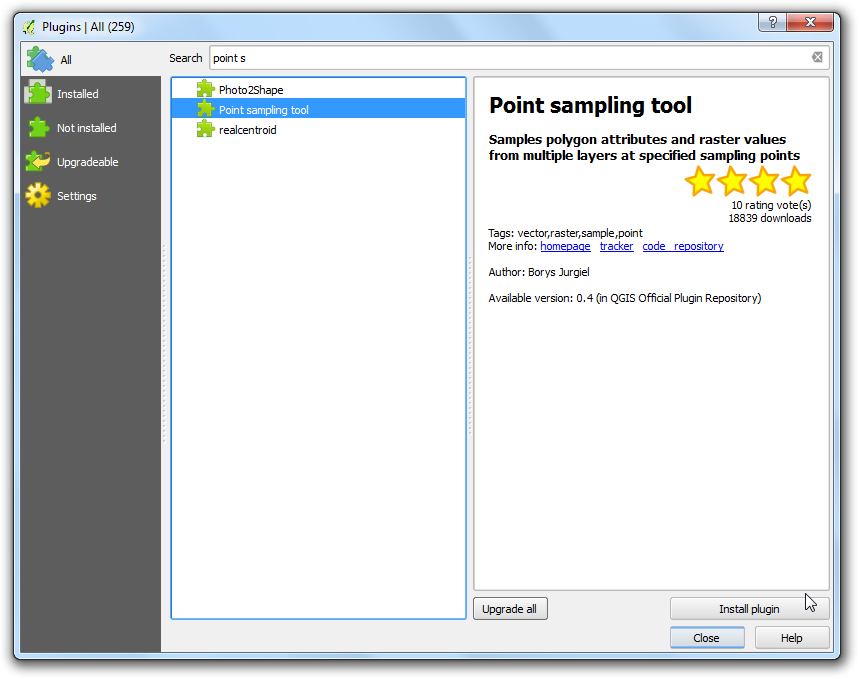 Plugins | All (259)
?
All
Installed
Not installed
Upgradeable
Settings
Search point s
Photo2Shape
Point sampling tool
realcentroid
Point sampling tool
Samples polygon attributes and raster values
from multiple layers at specified sampling points
10 rating vote(s)
18839 downloads
Tags: vector,raster,sample,point
More info: homepage tracker code_repository
Author: Borys Jurgiel
Available version: 0.4 (in QGIS Official Plugin Repository)
Upgrade all
Install plugin
Close
Help